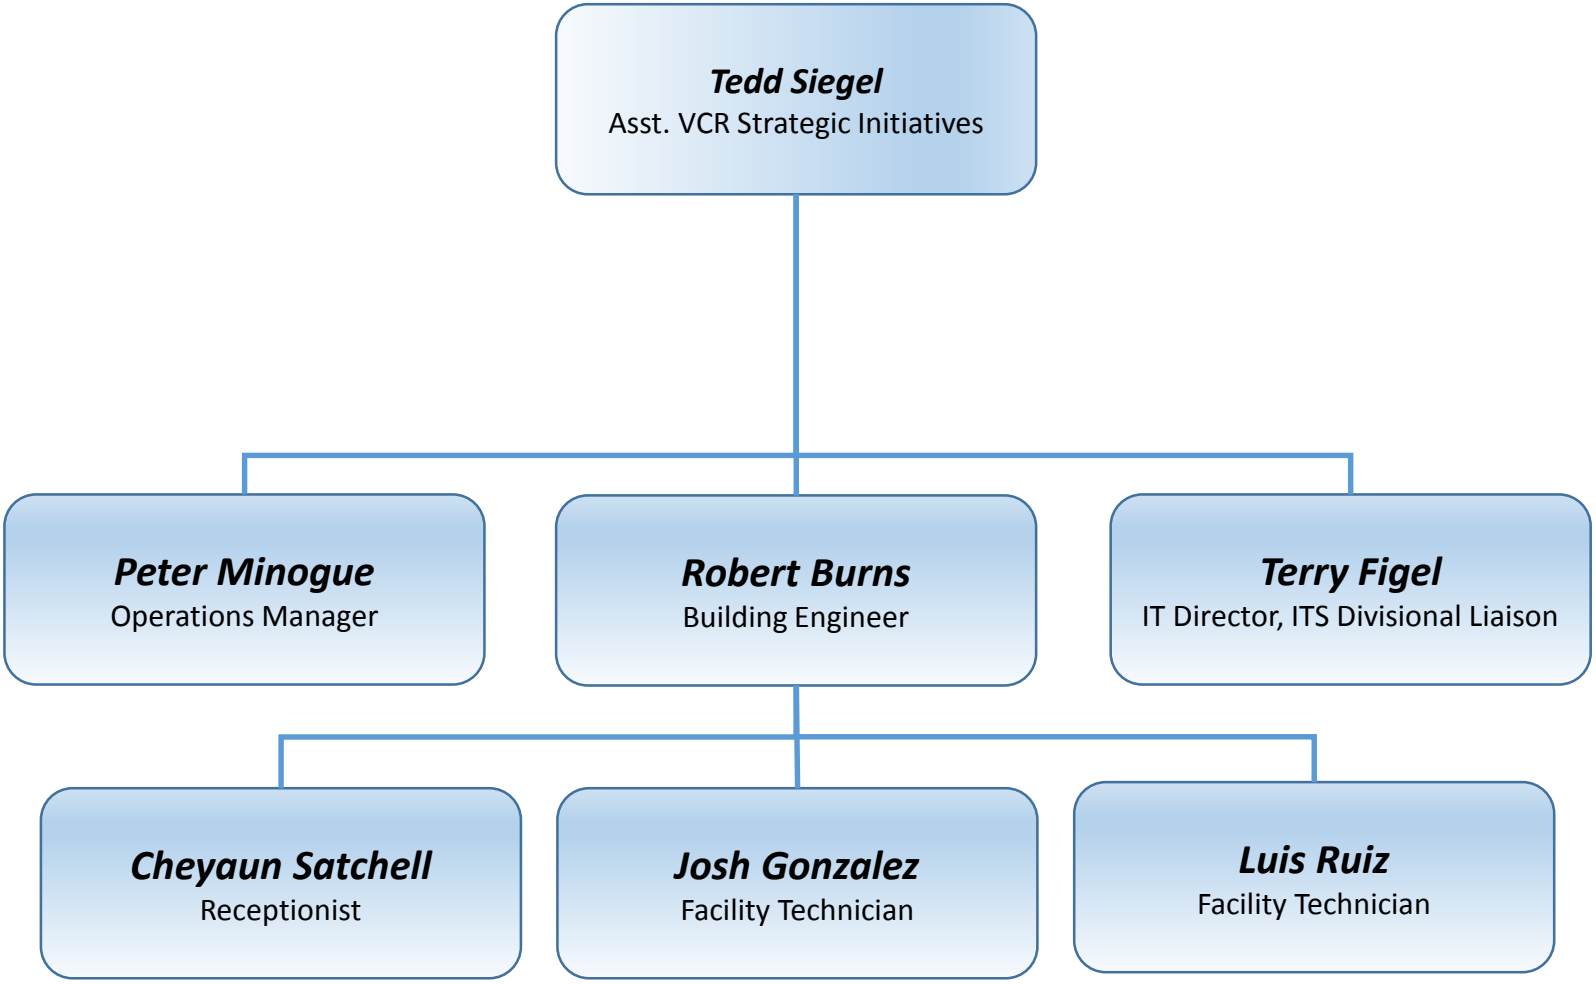 Tedd Siegel
Asst. VCR Strategic Initiatives
Peter Minogue
Operations Manager
Robert Burns
Building Engineer
Terry Figel
IT Director, ITS Divisional Liaison
Cheyaun Satchell
Receptionist
Josh Gonzalez
Facility Technician
Luis Ruiz
Facility Technician